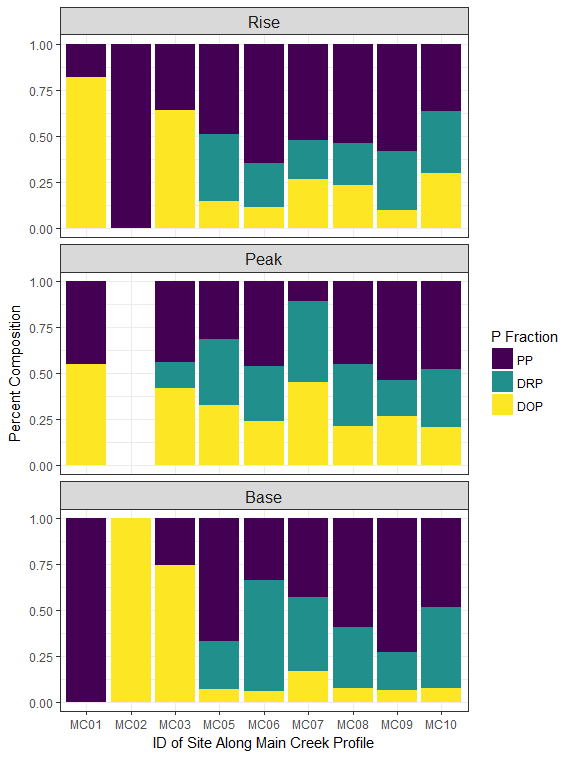 Rise
1.00
0.75
0.50
0.25
0.00
Peak
1.00
0.75
0.50
0.25
0.00
Base
1.00
0.75
0.50
0.25
0.00
MC01 MC02 MC03 MC05 MC06 MC07 MC08 MC09 MC10
ID of Site Along Main Creek Profile
Percent Composition
P Fraction
PP
DRP
DOP